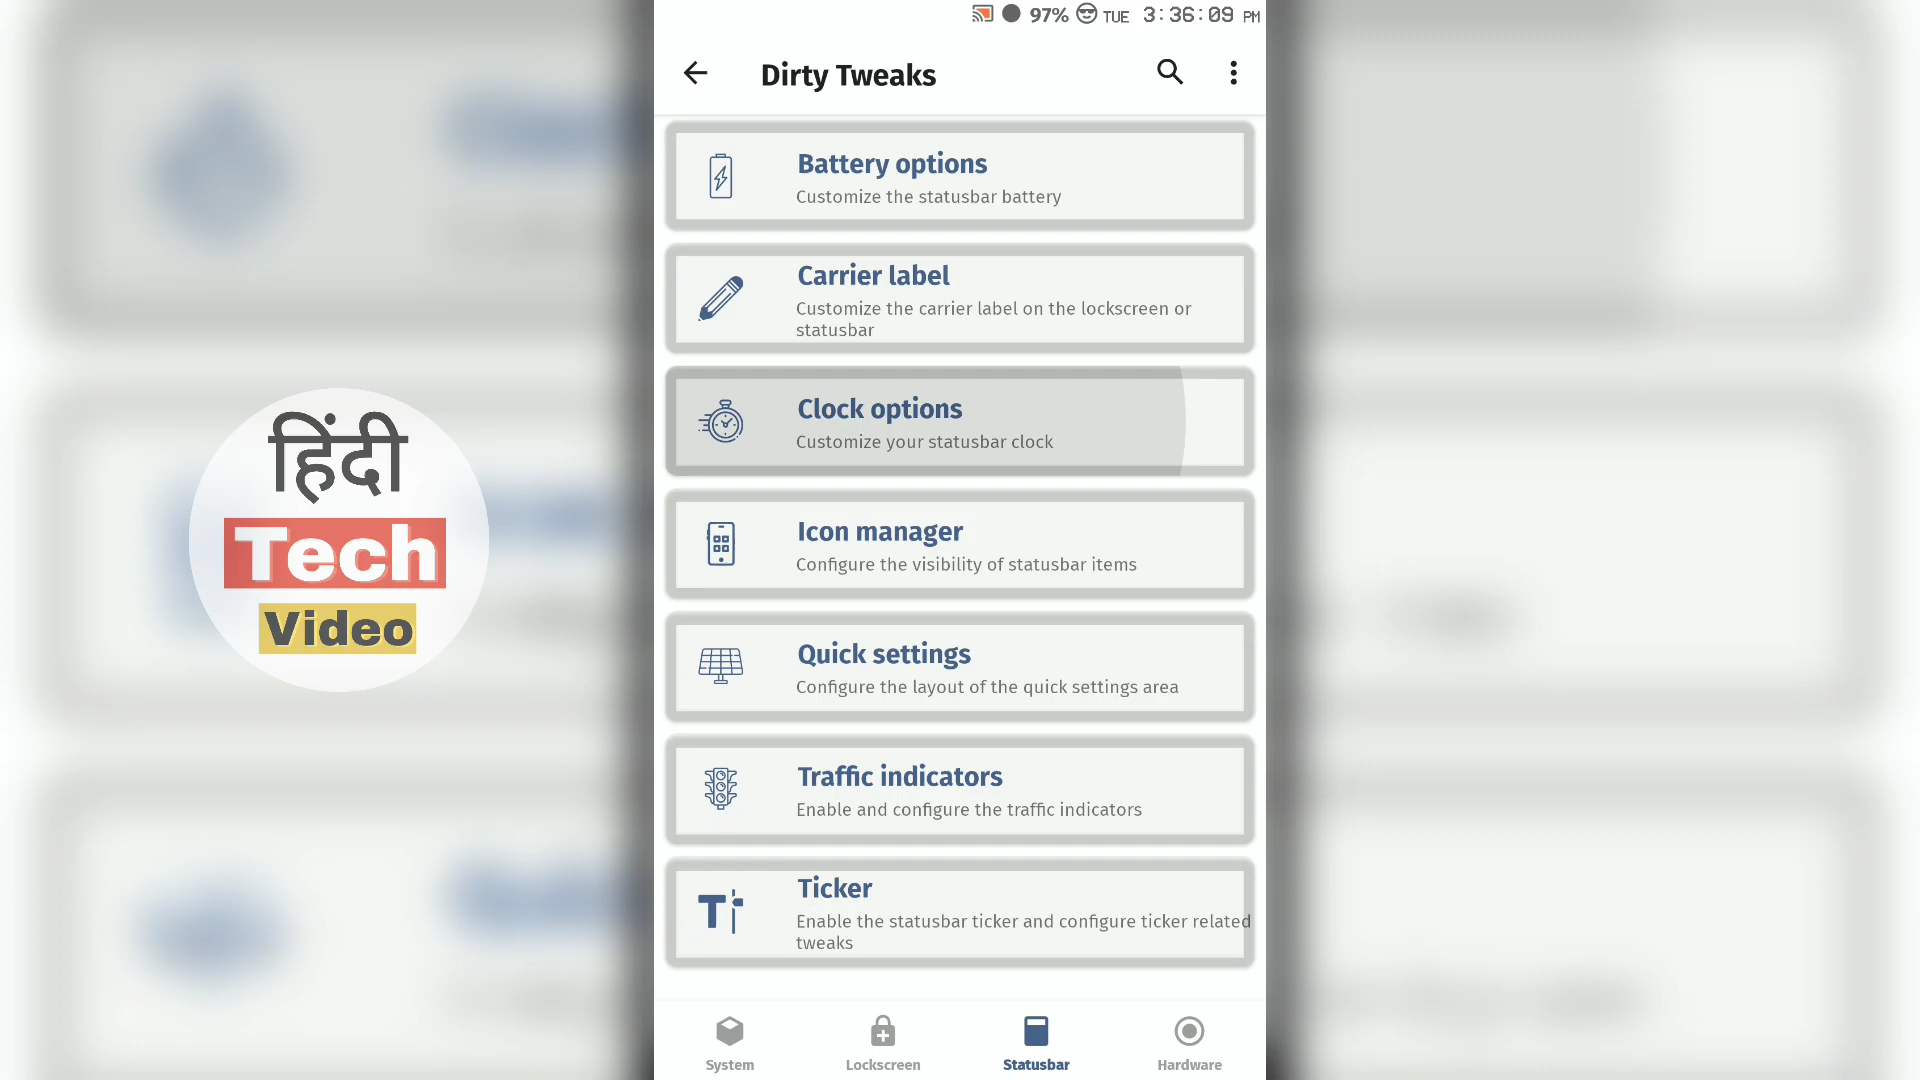 97% TUE 3:36:09 PM
Dirty Tweaks
Battery options
Customize the statusbar battery
Carrier label
Customize the carrier label on the lockscreen or
statusbar
Clock options
Customize your statusbar clock
Icon manager
Configure the visibility of statusbar items
Quick settings
Configure the layout of the quick settings area
Traffic indicators
Enable and configure the traffic indicators
Ticker
Enable the statusbar ticker and configure ticker related
tweaks
System
Lockscreen
Statusbar
Hardware
हिंदी
Tech
Video